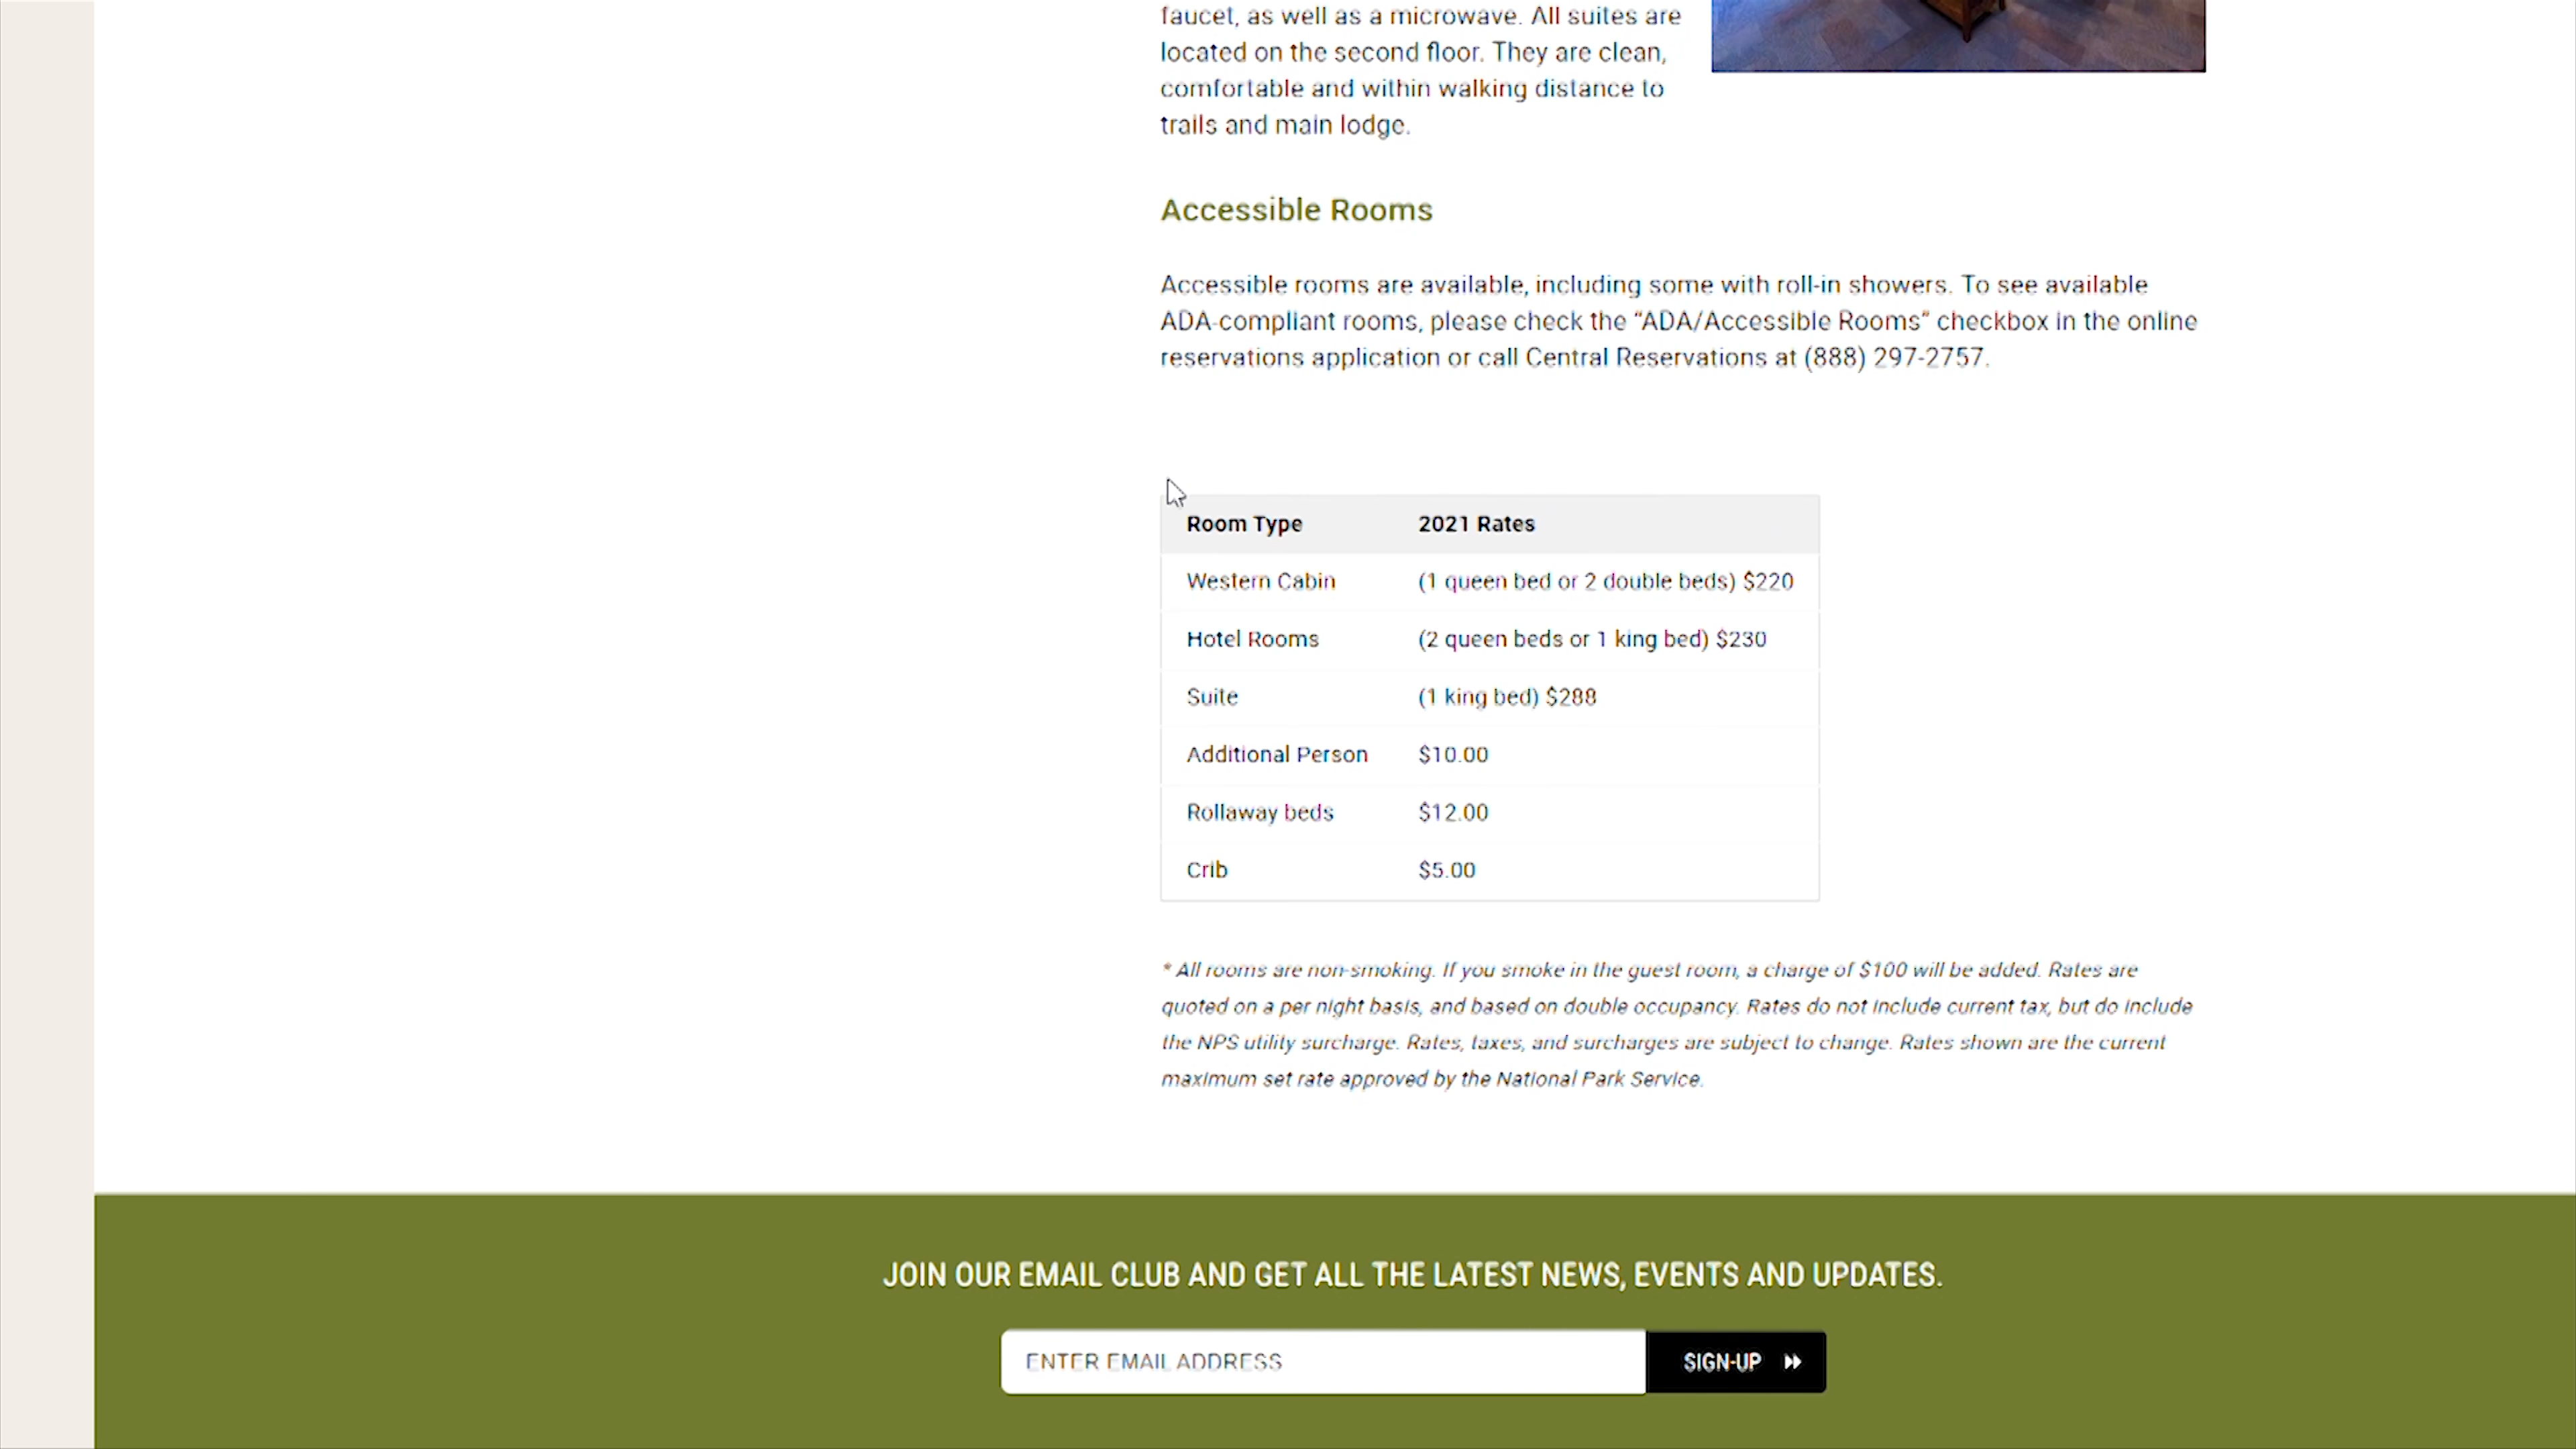 faucet, as well as a microwave. All suites are
located on the second floor. They are clean,
comfortable and within walking distance to
trails and main lodge.
Accessible Rooms
Accessible rooms are available, including some with roll-in showers. To see available
ADA-compliant rooms, please check the “ADA/Accessible Rooms” checkbox in the online
reservations application or call Central Reservations at (888) 297-2757.
Room Type 2021 Rates
Western Cabin (1 queen bed or 2 double beds) $220
Hotel Rooms (2 queen beds or 1 king bed) $230
Suite (1 king bed) $288
Additional Person $10.00
Rollaway beds $12.00
Crib $5.00
* All rooms are non-smoking. If you smoke in the guest room, a charge of $100 will be added. Rates are
quoted on a per night basis, and based on double occupancy. Rates do not include current tax, but do include
the NPS utility surcharge. Rates, taxes, and surcharges are subject to change. Rates shown are the current
maximum set rate approved by the National Park Service.
JOIN OUR EMAIL CLUB AND GET ALL THE LATEST NEWS, EVENTS AND UPDATES.
ENTER EMAIL ADDRESS SIGN-UP